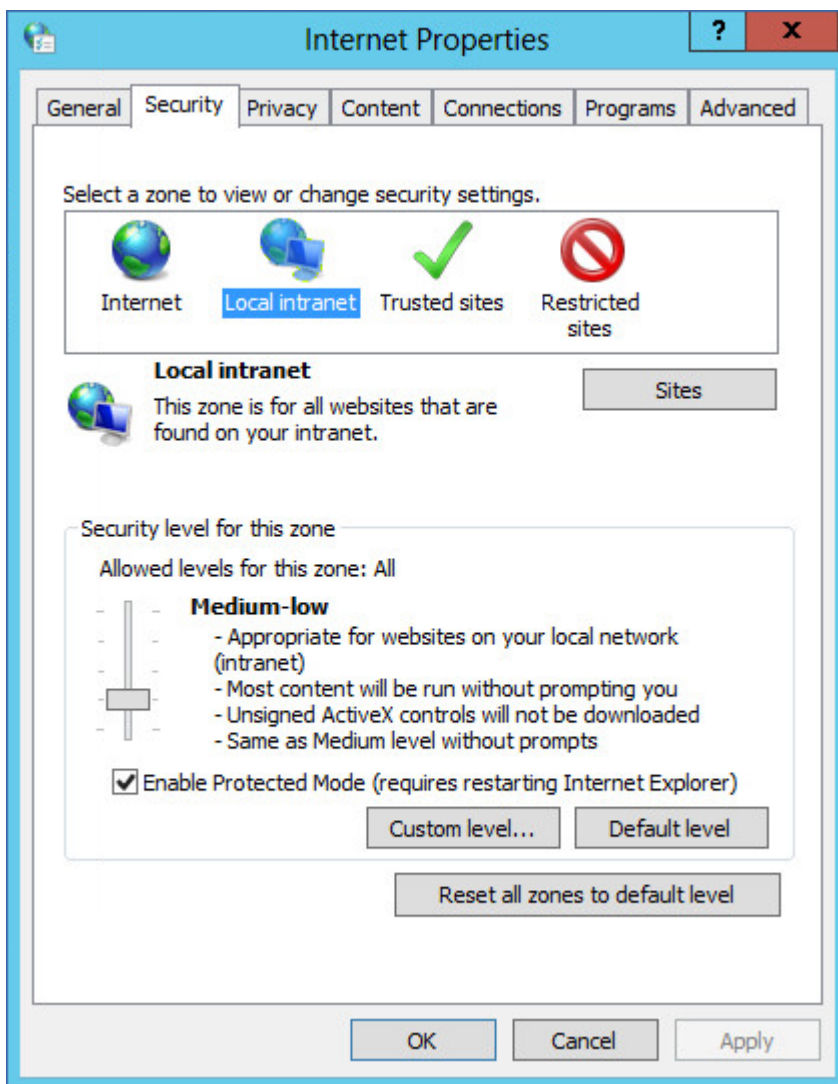 Internet Properties
? x
General Security Privacy Content Connections Programs Advanced
Select a zone to view or change security settings.
Internet Local intranet Trusted sites Restricted
sites
Local intranet
Sites
This zone is for all websites that are
found on your intranet.
Security level for this zone
Allowed levels for this zone: All
Medium-low
- Appropriate for websites on your local network
(intranet)
- Most content will be run without prompting you
- Unsigned ActiveX controls will not be downloaded
- Same as Medium level without prompts
Enable Protected Mode (requires restarting Internet Explorer)
Custom level... Default level
Reset all zones to default level
OK Cancel Apply